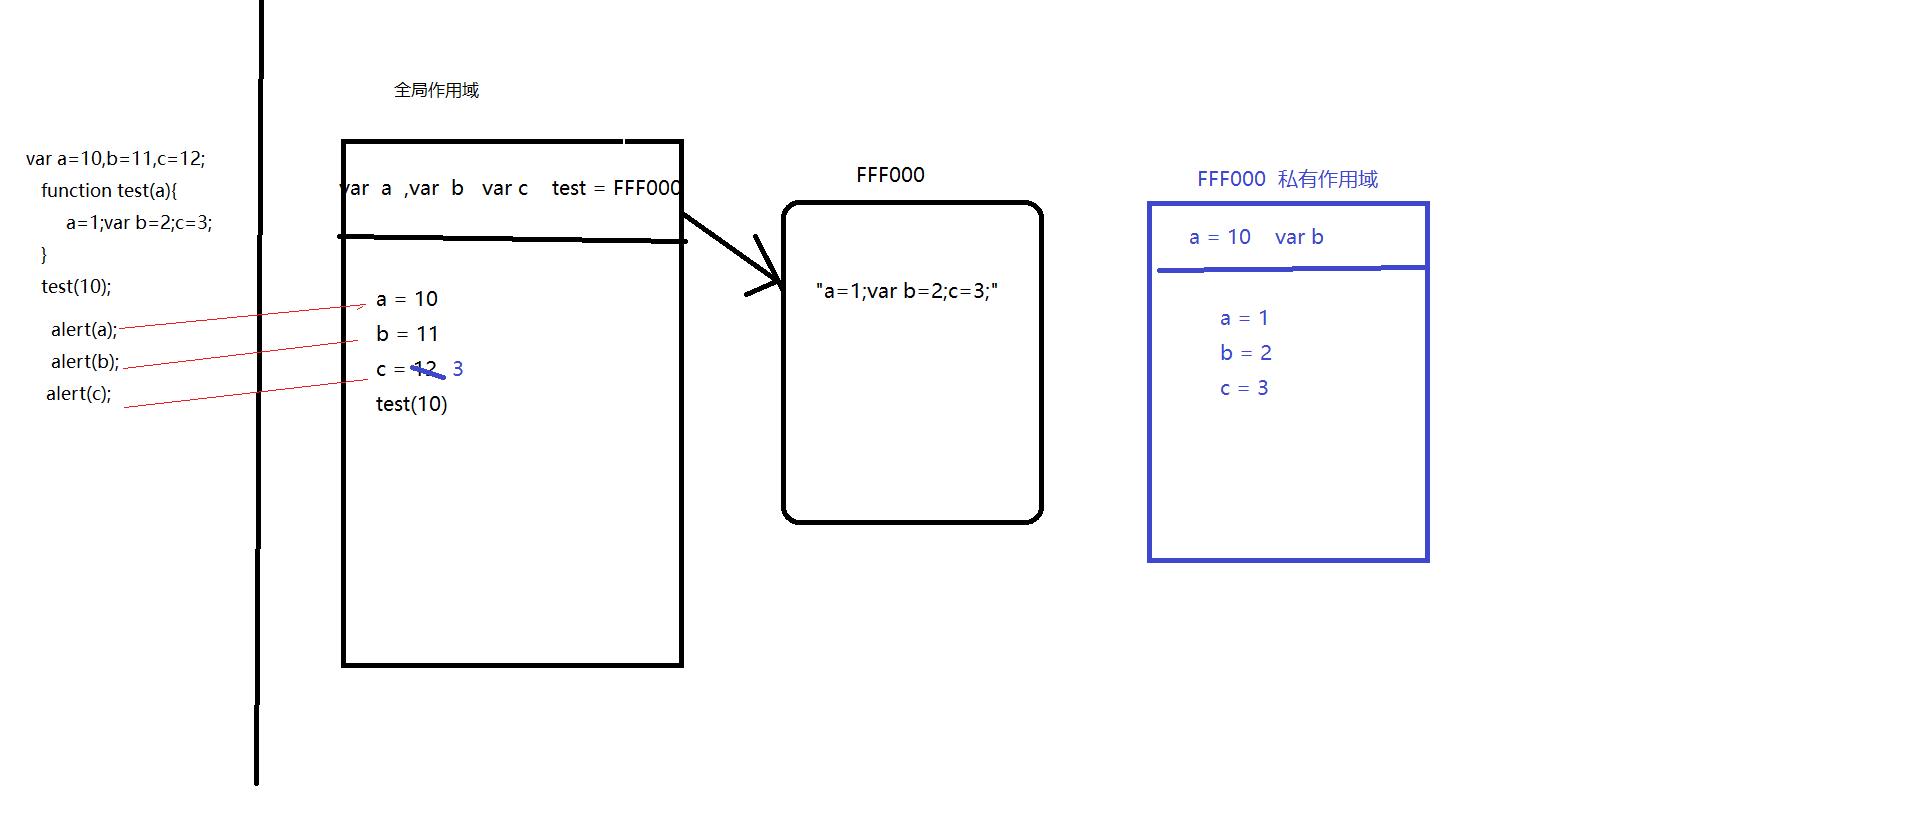 var a=10,b=11,c=12;
function test(a){
a=1;var b=2;c=3;
}
test(10);
alert(a);
alert(b);
alert(c);
全局作用域
var a ,var b var c test = FFF000
a = 10
b = 11
c = 12 3
test(10)
FFF000
"a=1;var b=2;c=3;"
FFF000 私有作用域
a = 10 var b
a = 1
b = 2
c = 3